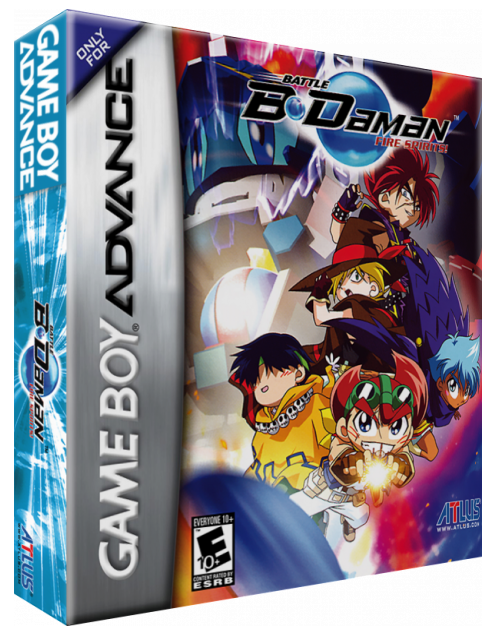 GAME BOY
ADVANCE
BATTLE
B-DAMAN
ATLUS
ONLY
FOR
GAME BOY® ADVANCE
BATTLE
B-DAMAN™
FIRE SPIRITS!
EVERYONE 10+
E
10+
CONTENT RATED BY
ESRB
ATLUS
WWW.ATLUS.COM